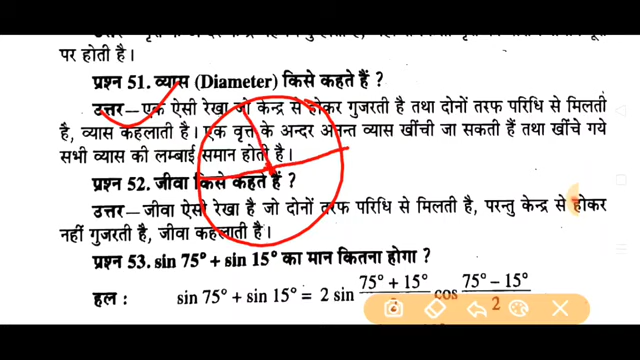 पर होती है।
प्रश्न 51. व्यास (Diameter) किसे कहते हैं ?
उत्तर– एक ऐसी रेखा जो केन्द्र से होकर गुजरती है तथा दोनों तरफ परिधि से मिलती
है, व्यास कहलाती है। एक वृत्त के अन्दर अनन्त व्यास खींची जा सकती हैं तथा खींचे गये
सभी व्यास की लम्बाई समान होती है।
प्रश्न 52. जीवा किसे कहते हैं ?
उत्तर– जीवा ऐसी रेखा है जो दोनों तरफ परिधि से मिलती है, परन्तु केन्द्र से होकर
नहीं गुजरती है, जीवा कहलाती है।
प्रश्न 53. sin 75° + sin 15° का मान कितना होगा ?
हल : sin 75° + sin 15° = 2 sin (75° + 15°)/2 cos (75° – 15°)/2